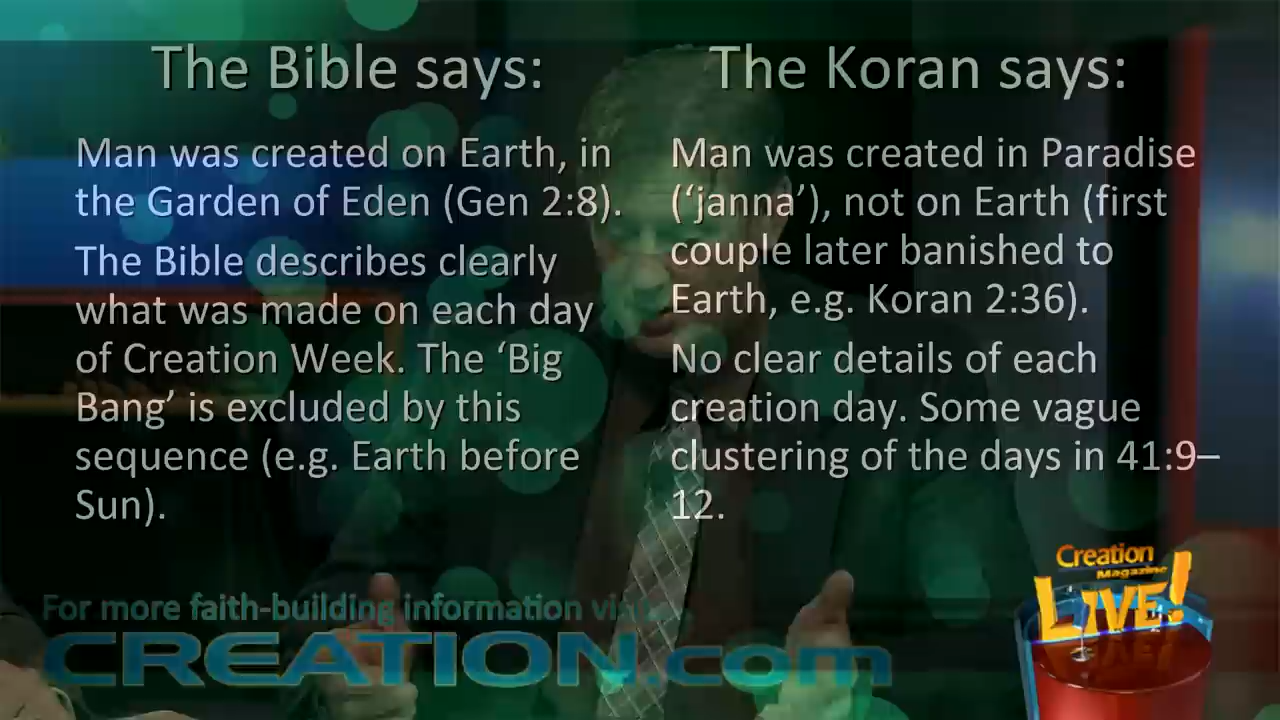 The Bible says:
Man was created on Earth, in
the Garden of Eden (Gen 2:8).
The Bible describes clearly
what was made on each day
of Creation Week. The ‘Big
Bang’ is excluded by this
sequence (e.g. Earth before
Sun).
The Koran says:
Man was created in Paradise
(‘janna’), not on Earth (first
couple later banished to
Earth, e.g. Koran 2:36).
No clear details of each
creation day. Some vague
clustering of the days in 41:9–
12.
For more faith-building information
CREATION.com
Creation
Magazine
LIVE!